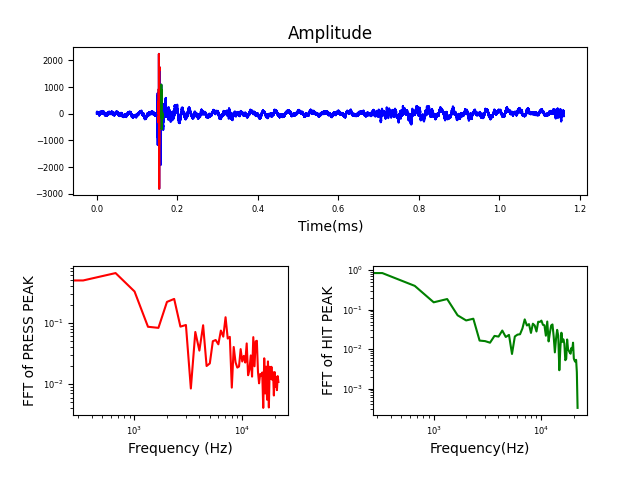 Amplitude
2000
1000
0
−1000
−2000
−3000
0.0 0.2 0.4 0.6 0.8 1.0 1.2
Time(ms)
FFT of PRESS PEAK
10⁻¹
10⁻²
10³ 10⁴
Frequency (Hz)
FFT of HIT PEAK
10⁰
10⁻¹
10⁻²
10⁻³
10³ 10⁴
Frequency(Hz)